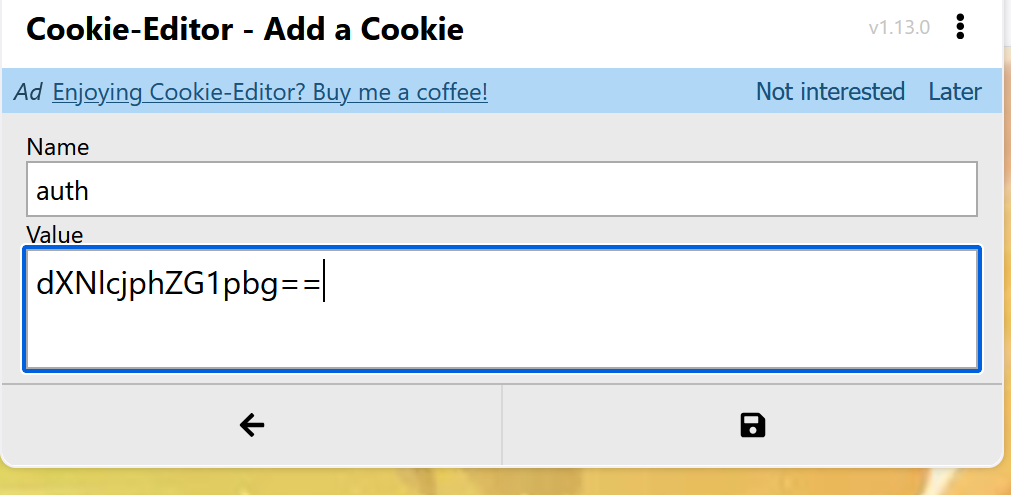 Cookie-Editor - Add a Cookie
v1.13.0
Ad Enjoying Cookie-Editor? Buy me a coffee! Not interested Later
Name
auth
Value
dXNlcjphZG1pbg==